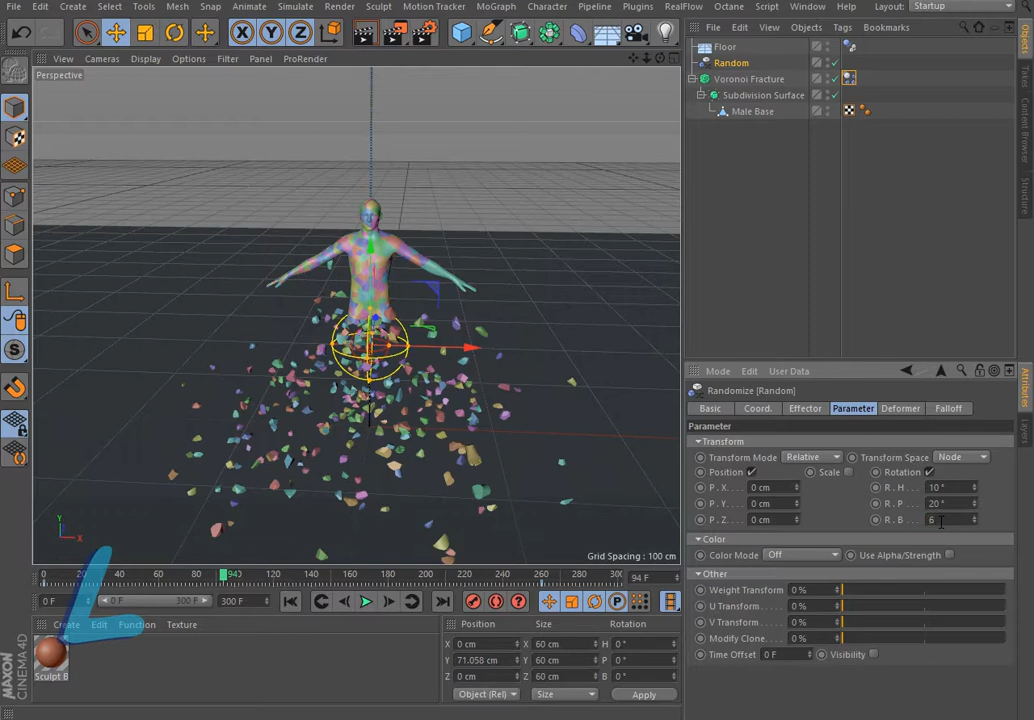 File Edit Create Select Tools Mesh Snap Animate Simulate Render Sculpt Motion Tracker MoGraph Character Pipeline Plugins RealFlow Octane Script Window Help Layout: Startup
X Y Z
File Edit View Objects Tags Bookmarks
View Cameras Display Options Filter Panel ProRender
Perspective
Floor
Random
Voronoi Fracture
Subdivision Surface
Male Base
Objects
Takes
Content Browser
Structure
Mode Edit User Data
Randomize [Random]
Basic Coord. Effector Parameter Deformer Falloff
Parameter
Transform
Transform Mode Relative Transform Space Node
Position Scale Rotation
P . X 0 cm R . H 10 °
P . Y 0 cm R . P 20 °
P . Z 0 cm R . B 6
Color
Color Mode Off Use Alpha/Strength
Other
Weight Transform 0 %
U Transform 0 %
V Transform 0 %
Modify Clone 0 %
Time Offset 0 F Visibility
Attributes
Layers
Y
X
Grid Spacing : 100 cm
0 20 40 60 80 940 120 140 160 180 200 220 240 260 280 300 94 F
0 F 0 F 300 F 300 F
Create Edit Function Texture
Sculpt B
Position Size Rotation
X 0 cm X 60 cm H 0 °
Y 71.058 cm Y 60 cm P 0 °
Z 0 cm Z 60 cm B 0 °
Object (Rel) Size Apply
MAXON
CINEMA 4D